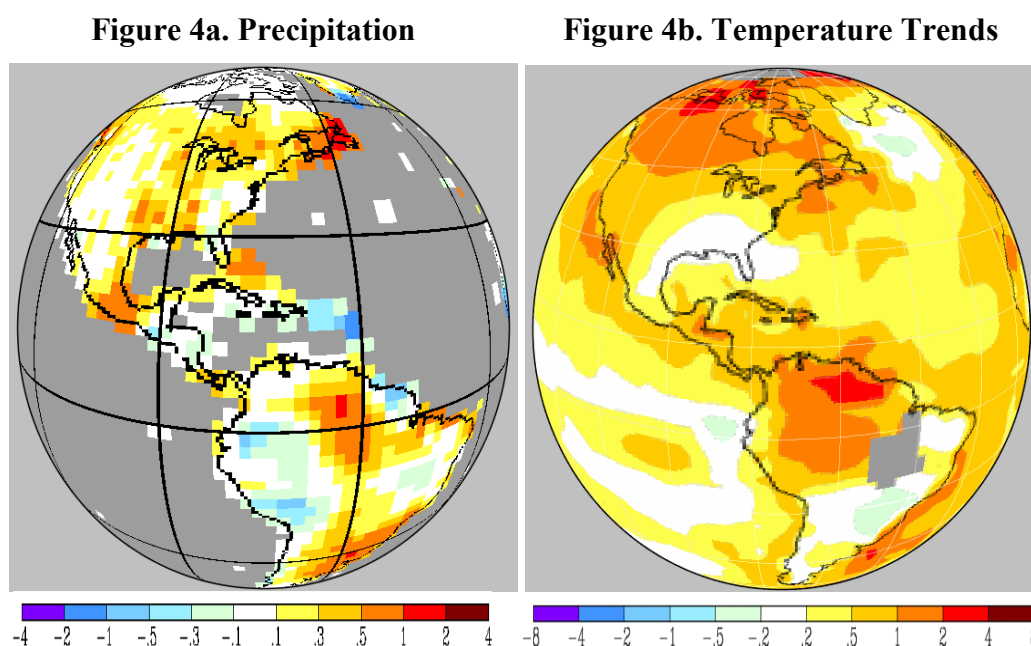 Figure 4a. Precipitation
Figure 4b. Temperature Trends
-4 -2 -1 -.5 -.3 -.1 .1 .3 .5 1 2 4
-8 -4 -2 -1 -.5 -.2 .2 .5 1 2 4